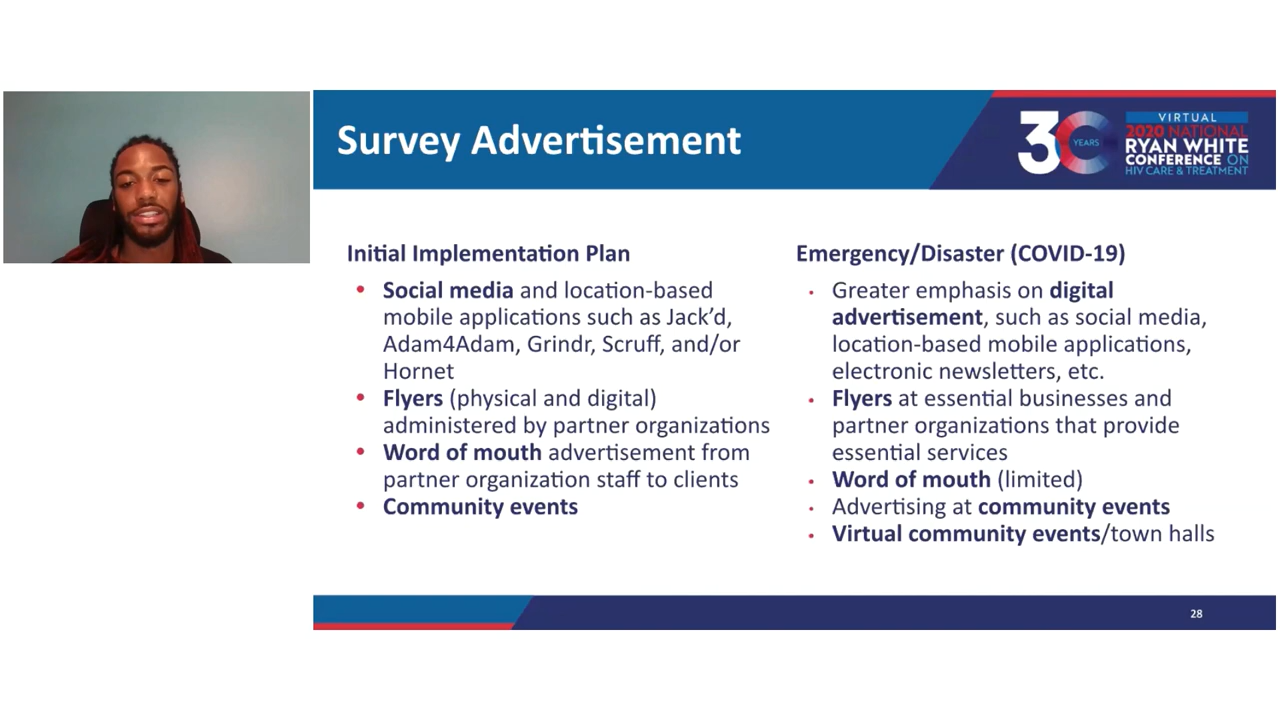 Survey Advertisement
30 YEARS
VIRTUAL
2020 NATIONAL
RYAN WHITE
CONFERENCE ON
HIV CARE & TREATMENT
Initial Implementation Plan
• Social media and location-based
mobile applications such as Jack’d,
Adam4Adam, Grindr, Scruff, and/or
Hornet
• Flyers (physical and digital)
administered by partner organizations
• Word of mouth advertisement from
partner organization staff to clients
• Community events
Emergency/Disaster (COVID-19)
• Greater emphasis on digital
advertisement, such as social media,
location-based mobile applications,
electronic newsletters, etc.
• Flyers at essential businesses and
partner organizations that provide
essential services
• Word of mouth (limited)
• Advertising at community events
• Virtual community events/town halls
28